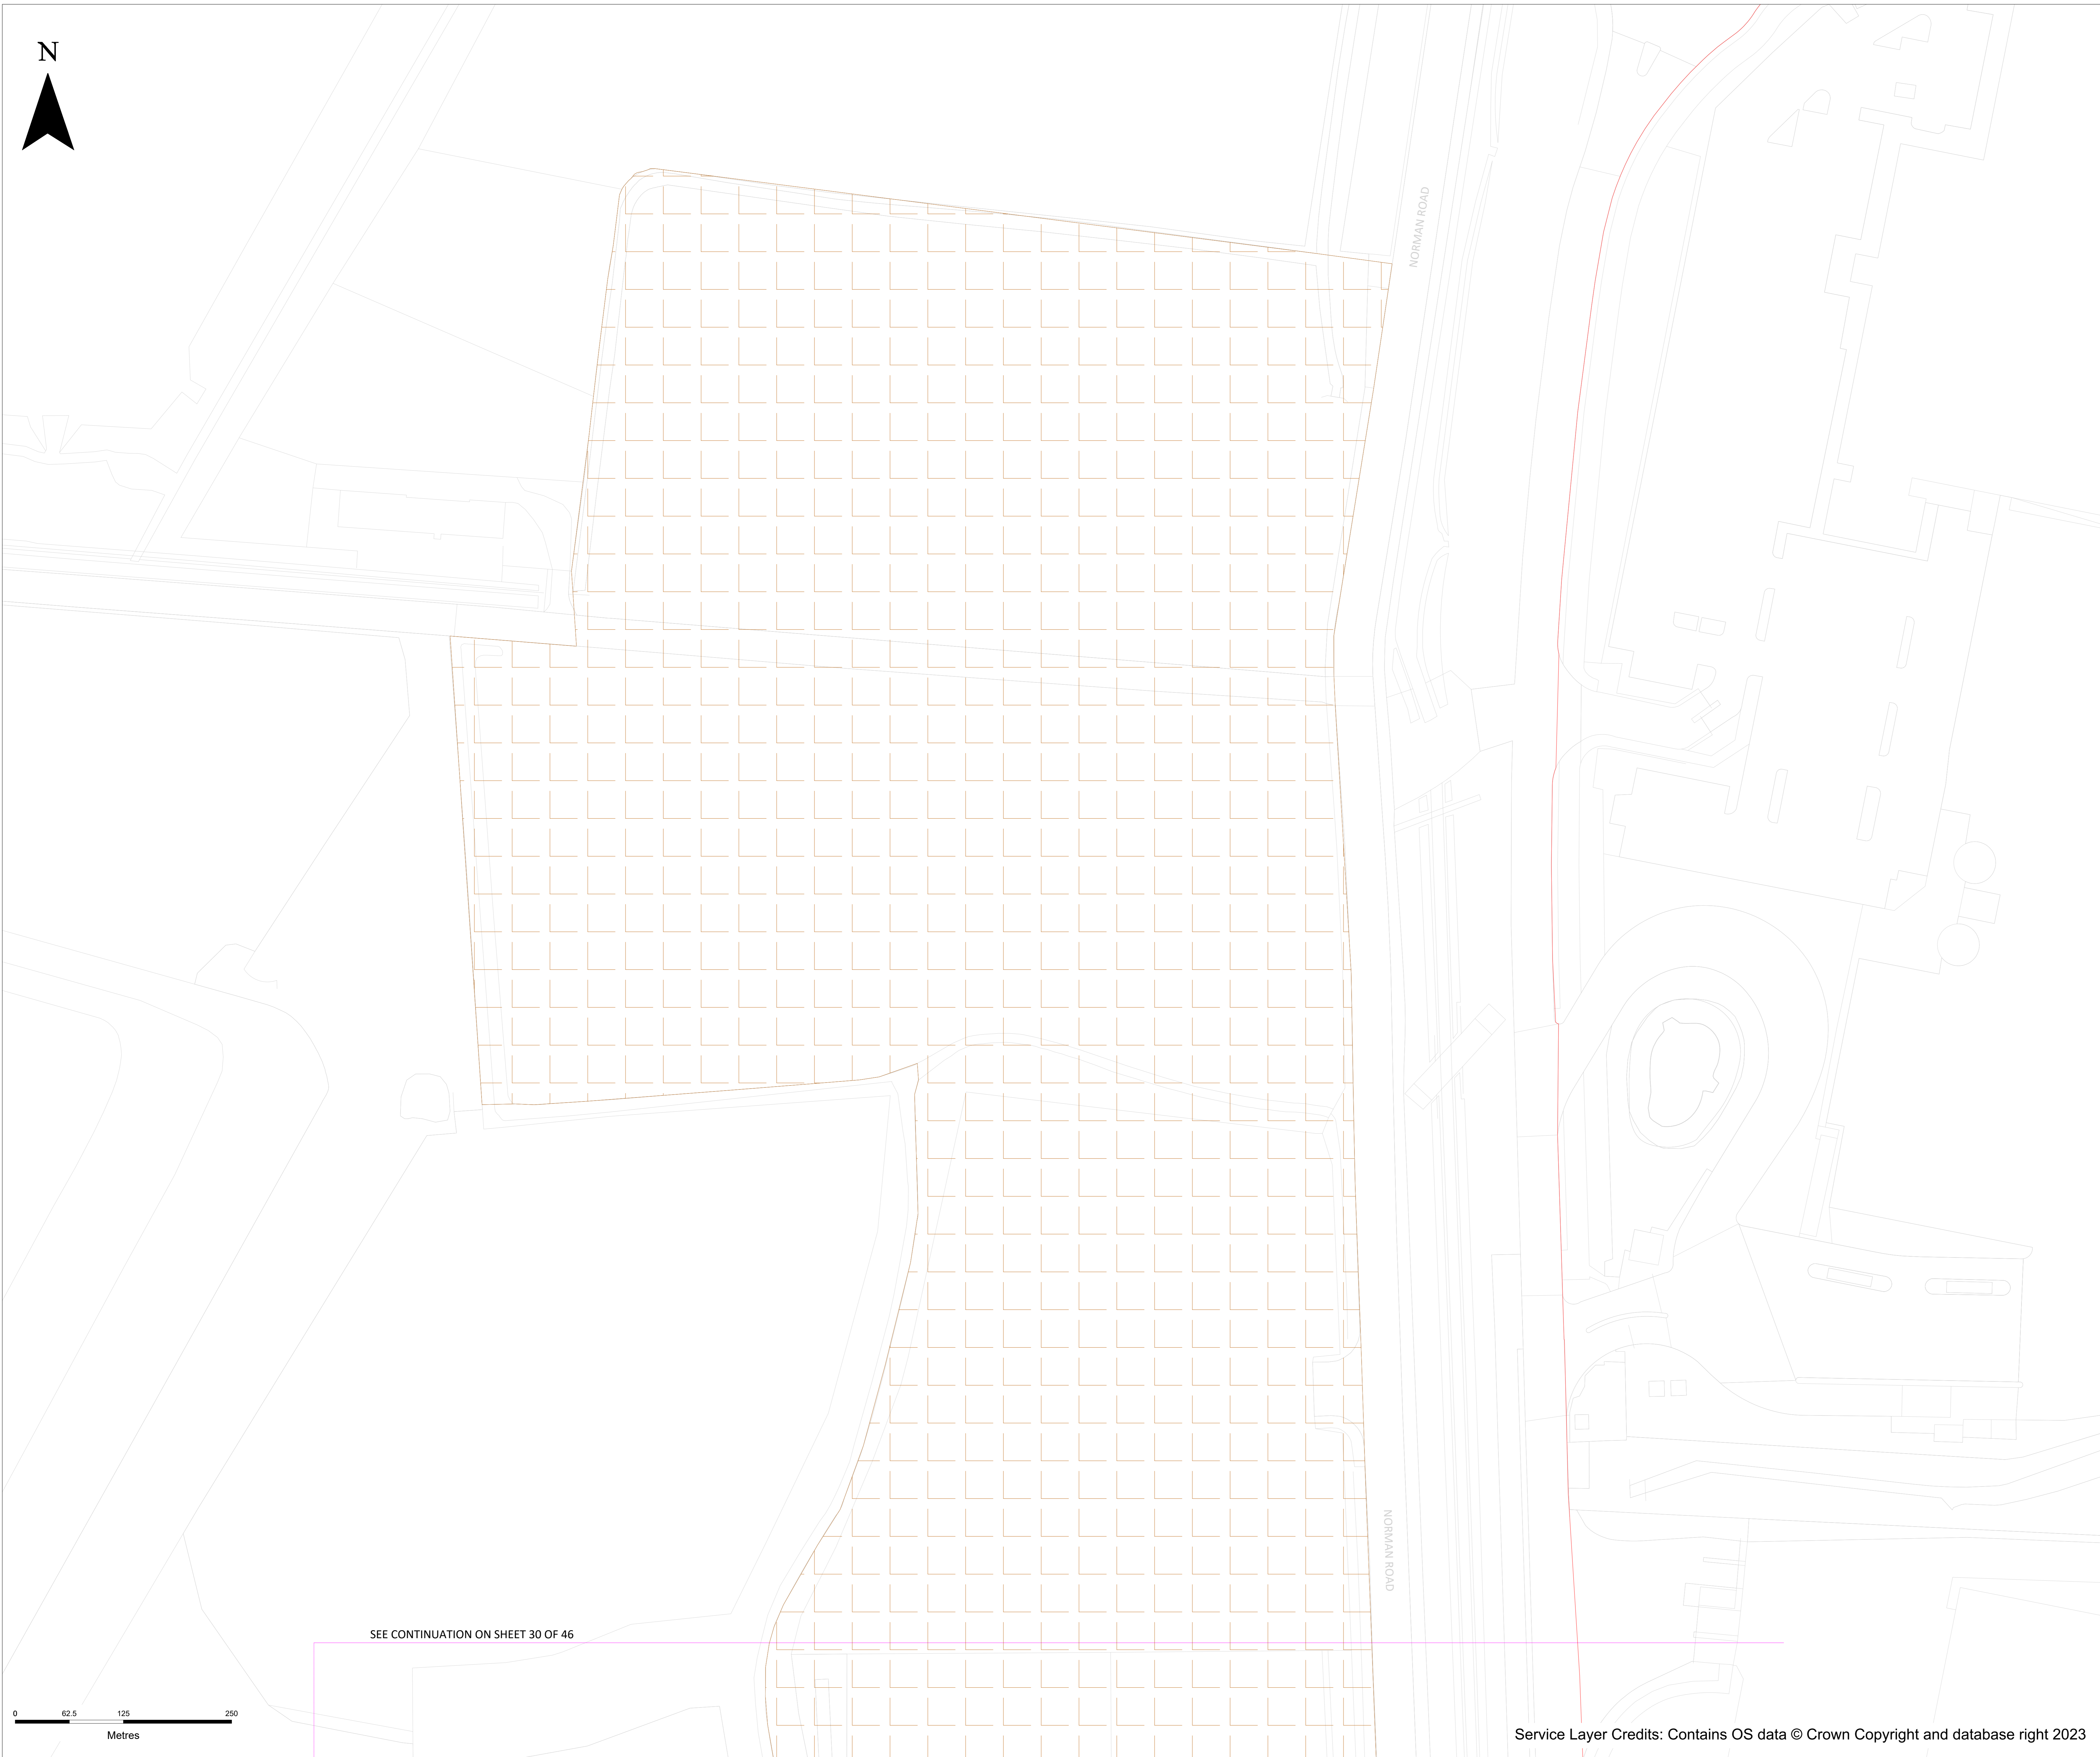 N
NORMAN ROAD
NORMAN ROAD
SEE CONTINUATION ON SHEET 30 OF 46
0 62.5 125 250
Metres
Service Layer Credits: Contains OS data © Crown Copyright and database right 2023